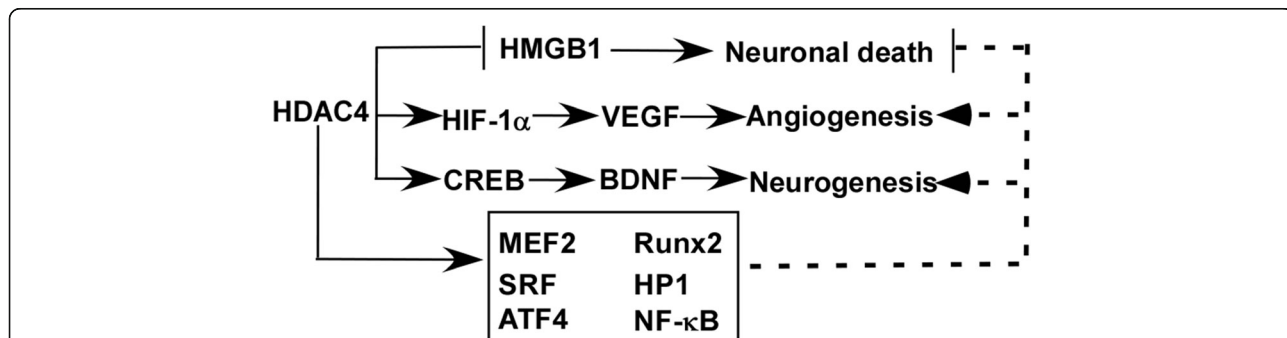 HMGB1 Neuronal death
HDAC4
HIF-1α VEGF Angiogenesis
CREB BDNF Neurogenesis
MEF2 Runx2
SRF HP1
ATF4 NF-κB